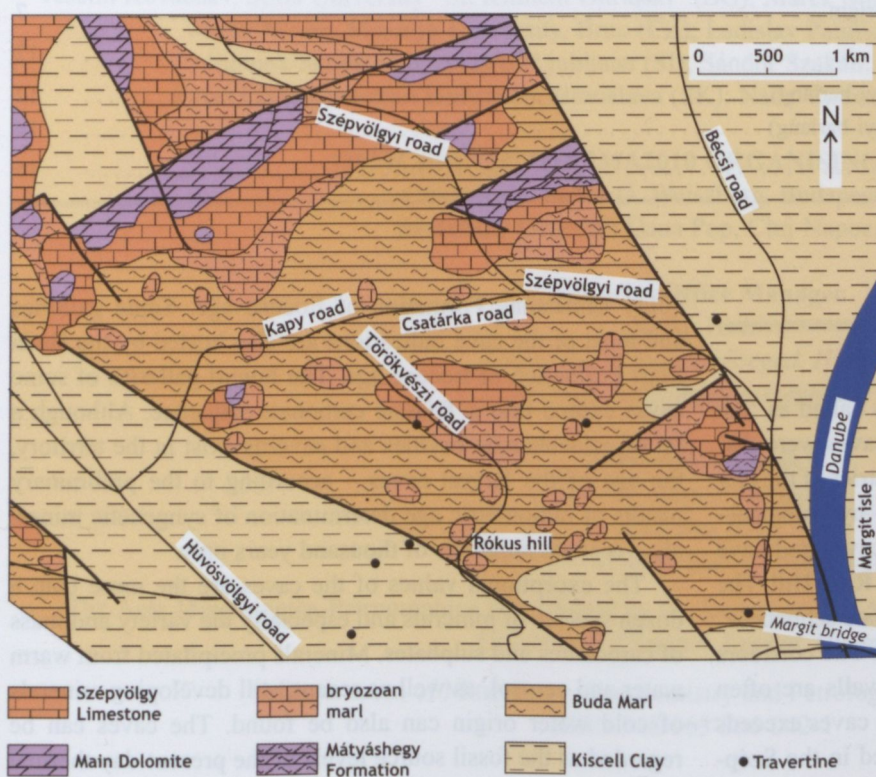 0 500 1 km
N
Szépvölgyi road
Bécsi road
Szépvölgyi road
Kapy road
Csatárka road
Törökvészi road
Danube
Margit isle
Rókus hill
Hüvösvölgyi road
Margit bridge
Szépvölgy
Limestone
bryozoan
marl
Buda Marl
Main Dolomite
Mátyáshegy
Formation
Kiscell Clay
Travertine